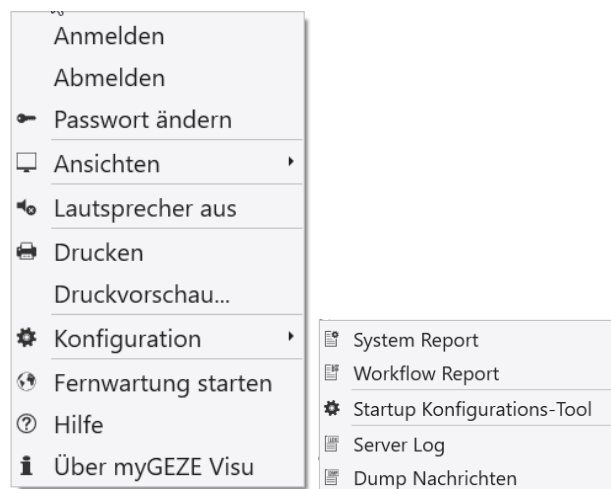 Anmelden
Abmelden
Passwort ändern
Ansichten
Lautsprecher aus
Drucken
Druckvorschau...
Konfiguration
Fernwartung starten
Hilfe
Über myGEZE Visu
System Report
Workflow Report
Startup Konfigurations-Tool
Server Log
Dump Nachrichten